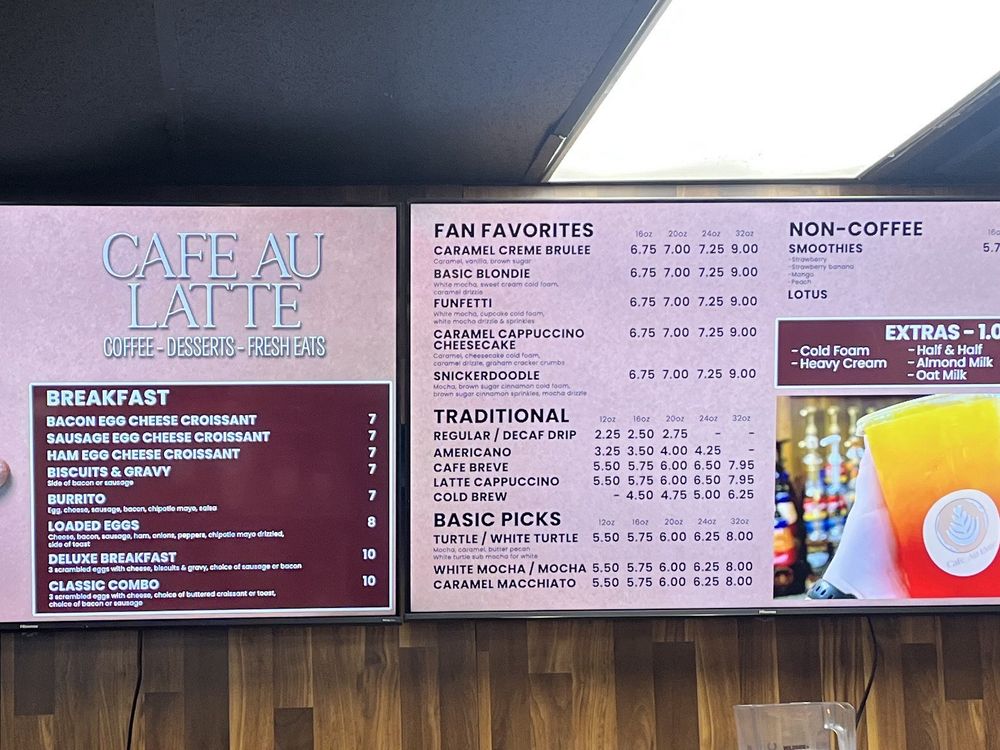 CAFE AU
LATTE
COFFEE - DESSERTS - FRESH EATS
BREAKFAST
BACON EGG CHEESE CROISSANT 7
SAUSAGE EGG CHEESE CROISSANT 7
HAM EGG CHEESE CROISSANT 7
BISCUITS & GRAVY 7
Side of bacon or sausage
BURRITO 7
Egg, cheese, sausage, bacon, chipotle mayo, salsa
LOADED EGGS 8
Cheese, bacon, sausage, ham, onions, peppers, chipotle mayo drizzled,
side of toast
DELUXE BREAKFAST 10
3 scrambled eggs with cheese, biscuits & gravy, choice of sausage or bacon
CLASSIC COMBO 10
3 scrambled eggs with cheese, choice of buttered croissant or toast,
choice of bacon or sausage
Hisense
FAN FAVORITES 16oz 20oz 24oz 32oz
CARAMEL CREME BRULEE 6.75 7.00 7.25 9.00
Caramel, vanilla, brown sugar
BASIC BLONDIE 6.75 7.00 7.25 9.00
White mocha, sweet cream cold foam,
caramel drizzle
FUNFETTI 6.75 7.00 7.25 9.00
White mocha, cupcake cold foam,
white mocha drizzle & sprinkles
CARAMEL CAPPUCCINO 6.75 7.00 7.25 9.00
CHEESECAKE
Caramel, cheesecake cold foam,
caramel drizzle, graham cracker crumbs
SNICKERDOODLE 6.75 7.00 7.25 9.00
Mocha, brown sugar cinnamon cold foam,
brown sugar cinnamon sprinkles, mocha drizzle
TRADITIONAL 12oz 16oz 20oz 24oz 32oz
REGULAR / DECAF DRIP 2.25 2.50 2.75 - -
AMERICANO 3.25 3.50 4.00 4.25 -
CAFE BREVE 5.50 5.75 6.00 6.50 7.95
LATTE CAPPUCCINO 5.50 5.75 6.00 6.50 7.95
COLD BREW - 4.50 4.75 5.00 6.25
BASIC PICKS 12oz 16oz 20oz 24oz 32oz
TURTLE / WHITE TURTLE 5.50 5.75 6.00 6.25 8.00
Mocha, caramel, butter pecan
White turtle sub mocha for white
WHITE MOCHA / MOCHA 5.50 5.75 6.00 6.25 8.00
CARAMEL MACCHIATO 5.50 5.75 6.00 6.25 8.00
NON-COFFEE
SMOOTHIES 5.7
-Strawberry
-Strawberry banana
-Mango
-Peach
LOTUS
EXTRAS - 1.0
- Cold Foam
- Heavy Cream
- Half & Half
- Almond Milk
- Oat Milk
Hisense